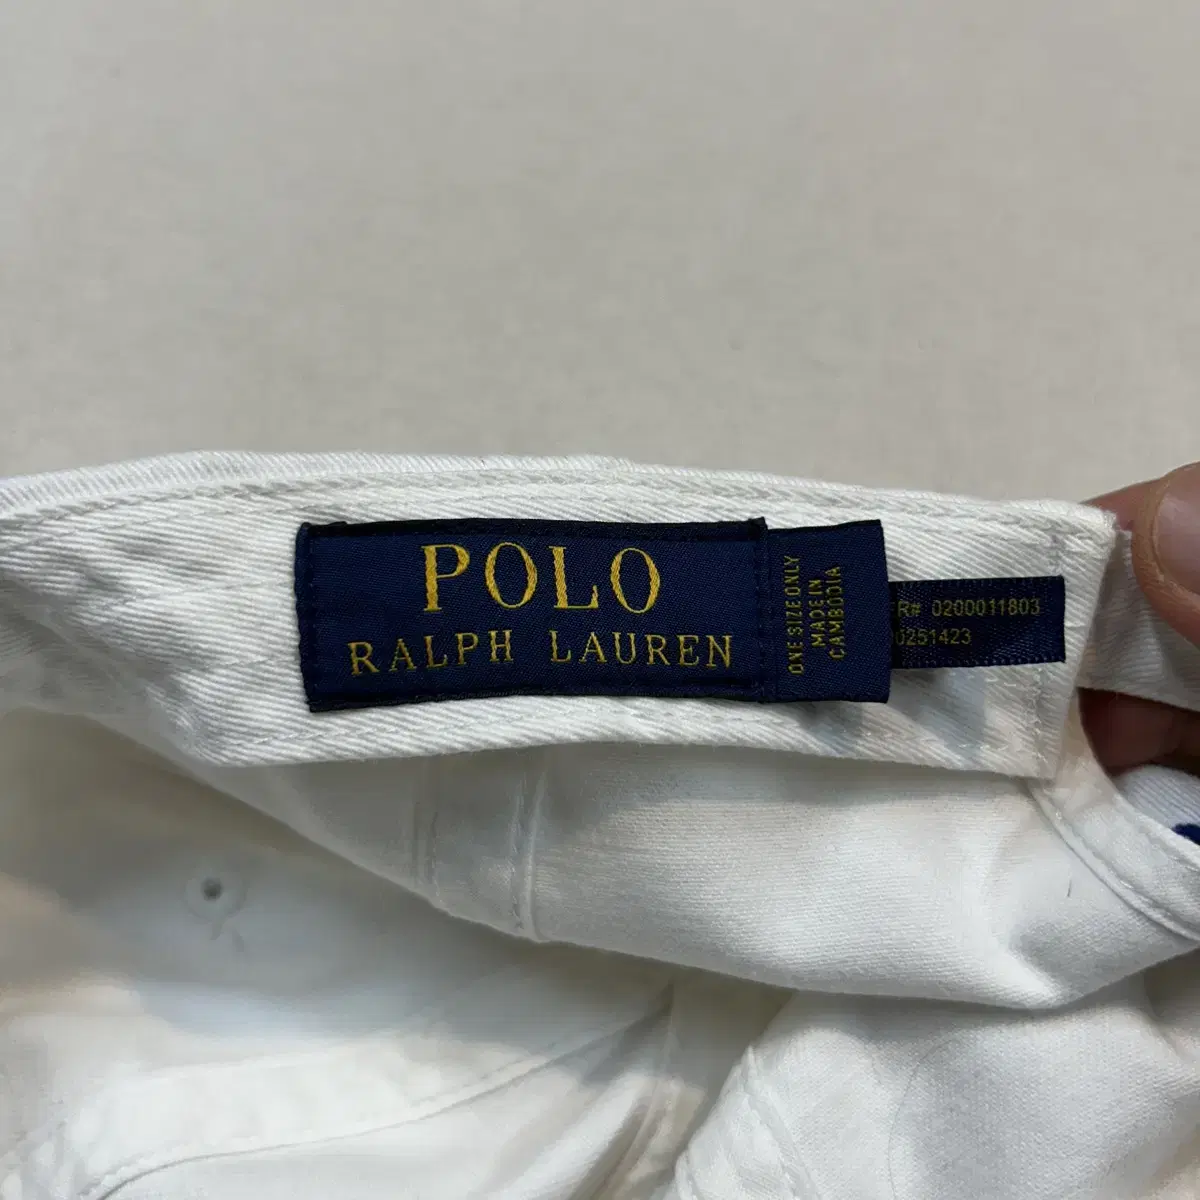 POLO
RALPH LAUREN
ONE SIZE ONLY
MADE IN
CAMBODIA
R# 0200011803
0251423